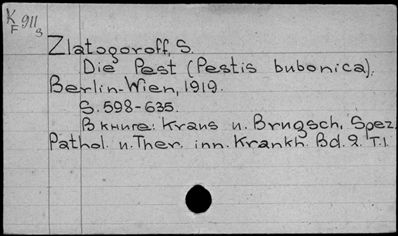 K 911
F 3
Zlatogoroff, S.
Die Pest (Pestis bubonica).
Berlin-Wien, 1919.
S. 598-635.
В книге: Kraus u. Brugsch, Spez.
Pathol. u. Ther. inn. Krankh. Bd. 2. T.1.